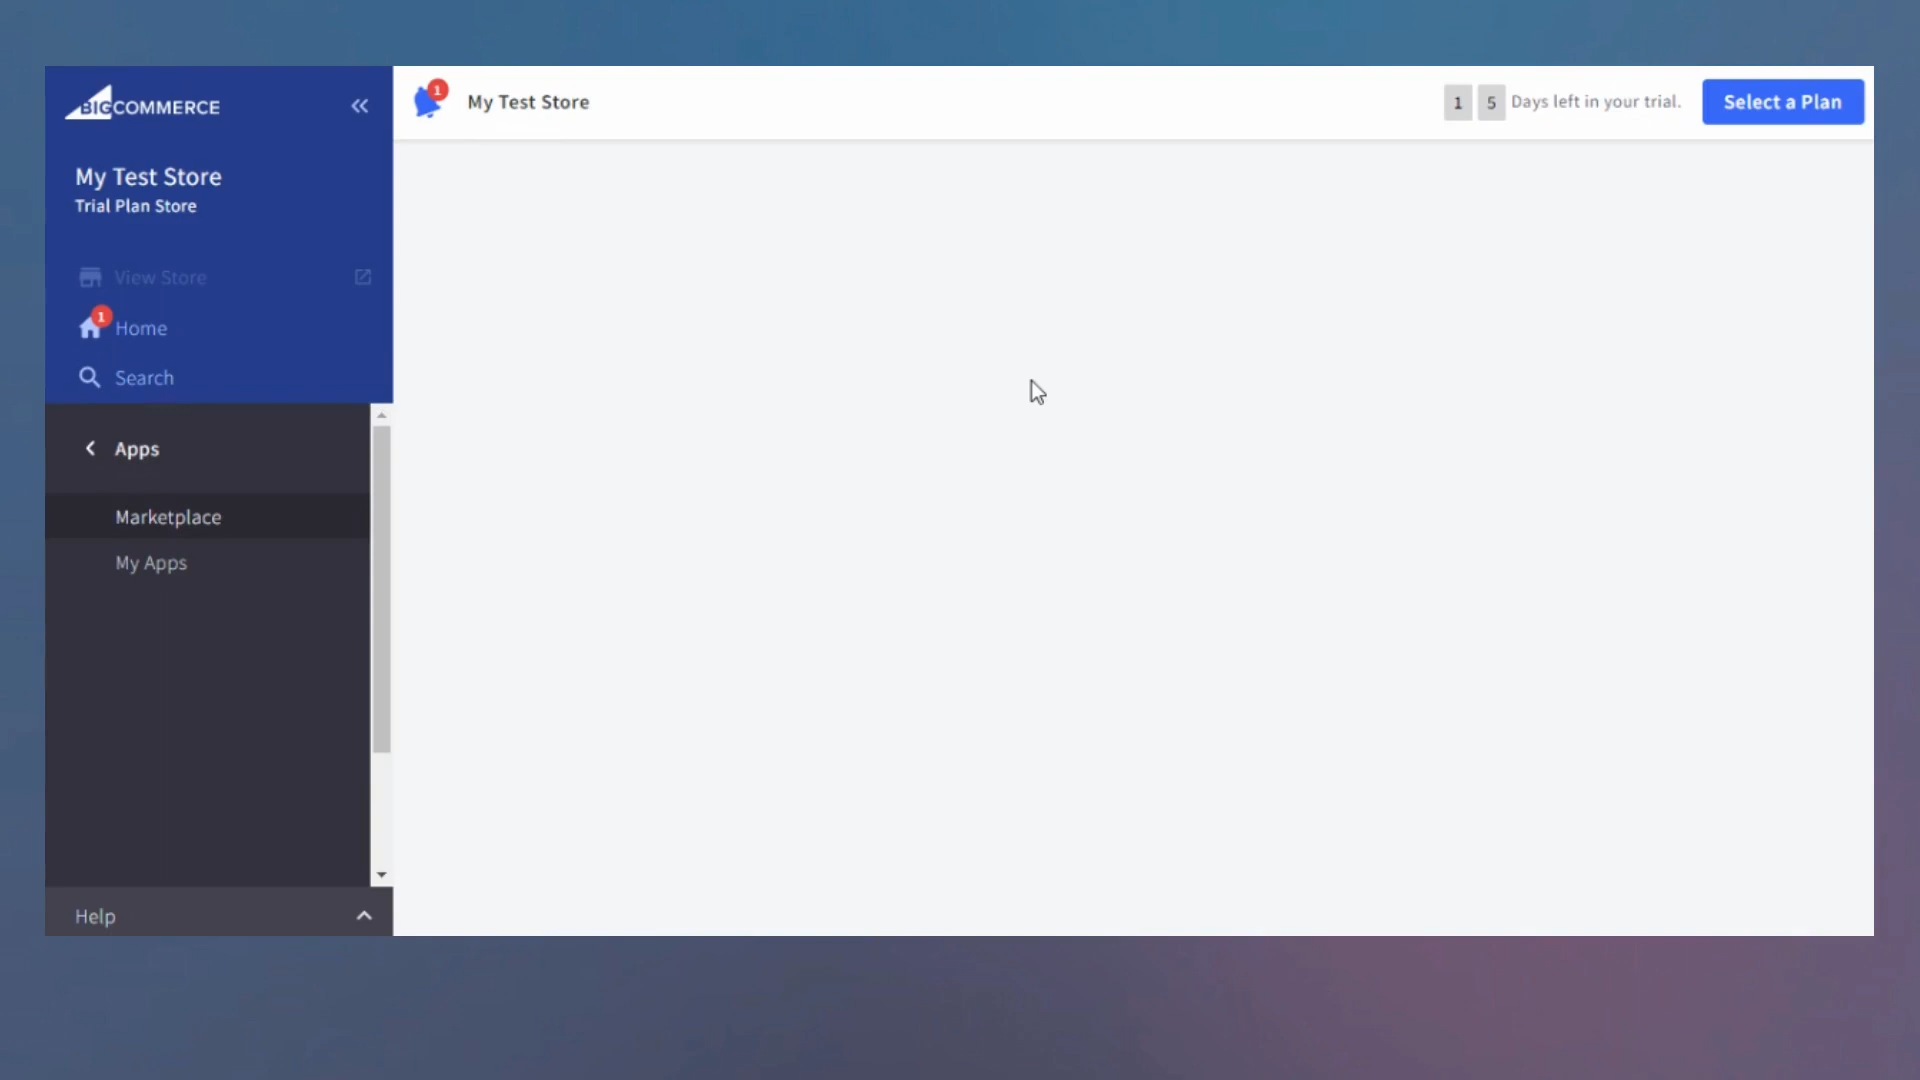 BIGCOMMERCE
1
My Test Store
1 5 Days left in your trial.
Select a Plan
My Test Store
Trial Plan Store
View Store
1
Home
Search
Apps
Marketplace
My Apps
Help